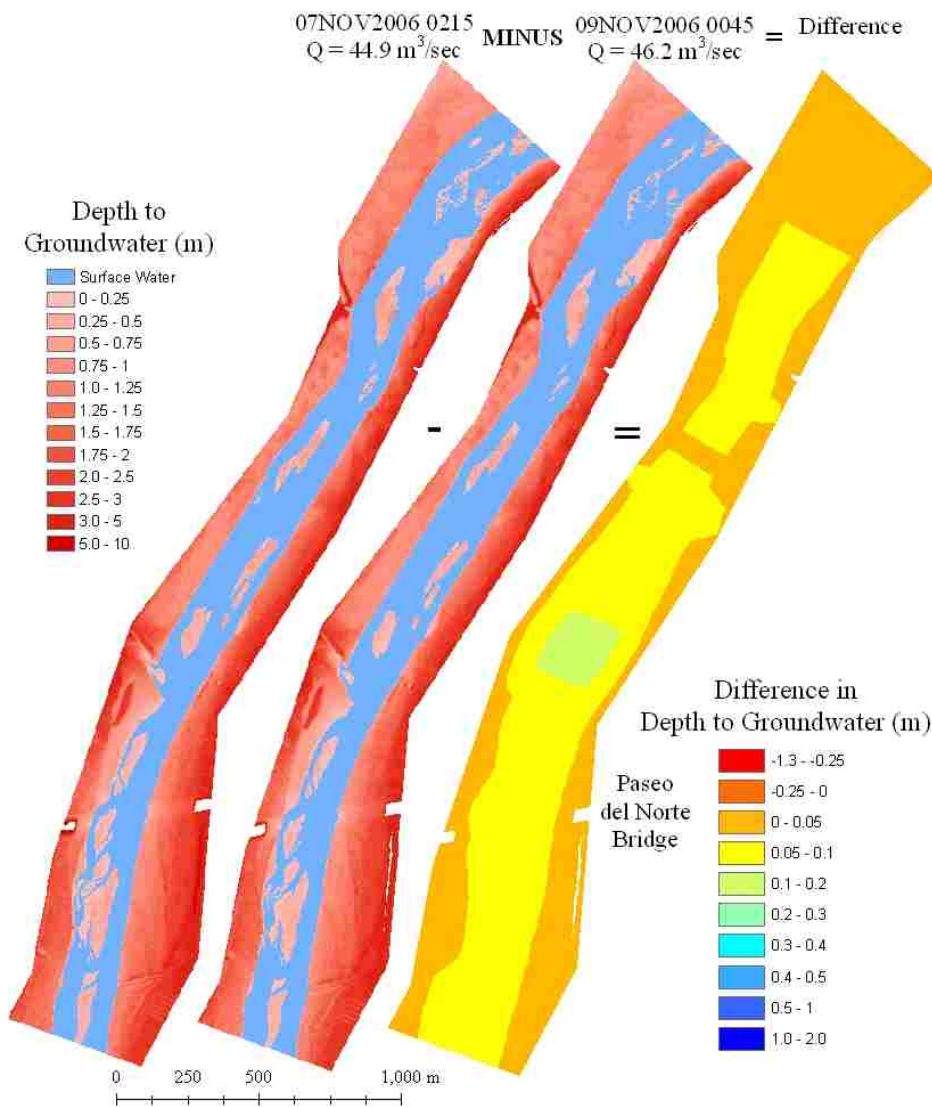 07NOV2006 0215 MINUS 09NOV2006 0045 = Difference
Q = 44.9 m³/sec Q = 46.2 m³/sec
Depth to
Groundwater (m)
Surface Water
0 - 0.25
0.25 - 0.5
0.5 - 0.75
0.75 - 1
1.0 - 1.25
1.25 - 1.5
1.5 - 1.75
1.75 - 2
2.0 - 2.5
2.5 - 3
3.0 - 5
5.0 - 10
- =
Paseo
del Norte
Bridge
Difference in
Depth to Groundwater (m)
-1.3 - -0.25
-0.25 - 0
0 - 0.05
0.05 - 0.1
0.1 - 0.2
0.2 - 0.3
0.3 - 0.4
0.4 - 0.5
0.5 - 1
1.0 - 2.0
0 250 500 1,000 m